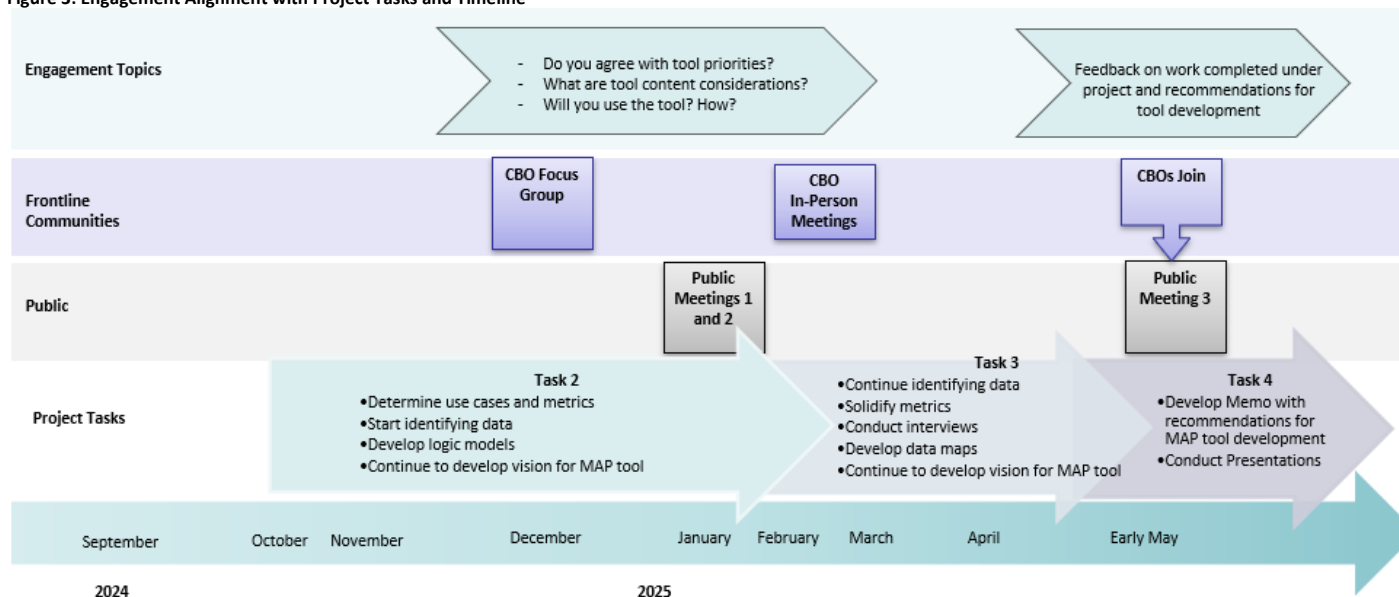 Figure 3: Engagement Alignment with Project Tasks and Timeline
Engagement Topics
- Do you agree with tool priorities?
- What are tool content considerations?
- Will you use the tool? How?
Feedback on work completed under
project and recommendations for
tool development
Frontline
Communities
CBO Focus
Group
CBO
In-Person
Meetings
CBOs Join
Public
Public
Meetings 1
and 2
Public
Meeting 3
Project Tasks
Task 2
•Determine use cases and metrics
•Start identifying data
•Develop logic models
•Continue to develop vision for MAP tool
Task 3
•Continue identifying data
•Solidify metrics
•Conduct interviews
•Develop data maps
•Continue to develop vision for MAP tool
Task 4
•Develop Memo with
recommendations for
MAP tool development
•Conduct Presentations
September
October
November
December
January
February
March
April
Early May
2024
2025